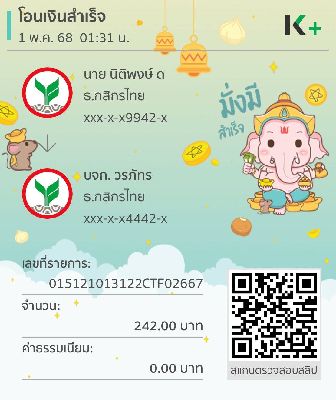 โอนเงินสำเร็จ
1 พ.ค. 68 01:31 น.
K+
นาย นิติพงษ์ ด
ธ.กสิกรไทย
xxx-x-x9942-x
มั่งมี
สำเร็จ
บจก. วรภัทร
ธ.กสิกรไทย
xxx-x-x4442-x
เลขที่รายการ:
015121013122CTF02667
จำนวน:
242.00 บาท
ค่าธรรมเนียม:
0.00 บาท
สแกนตรวจสอบสลิป